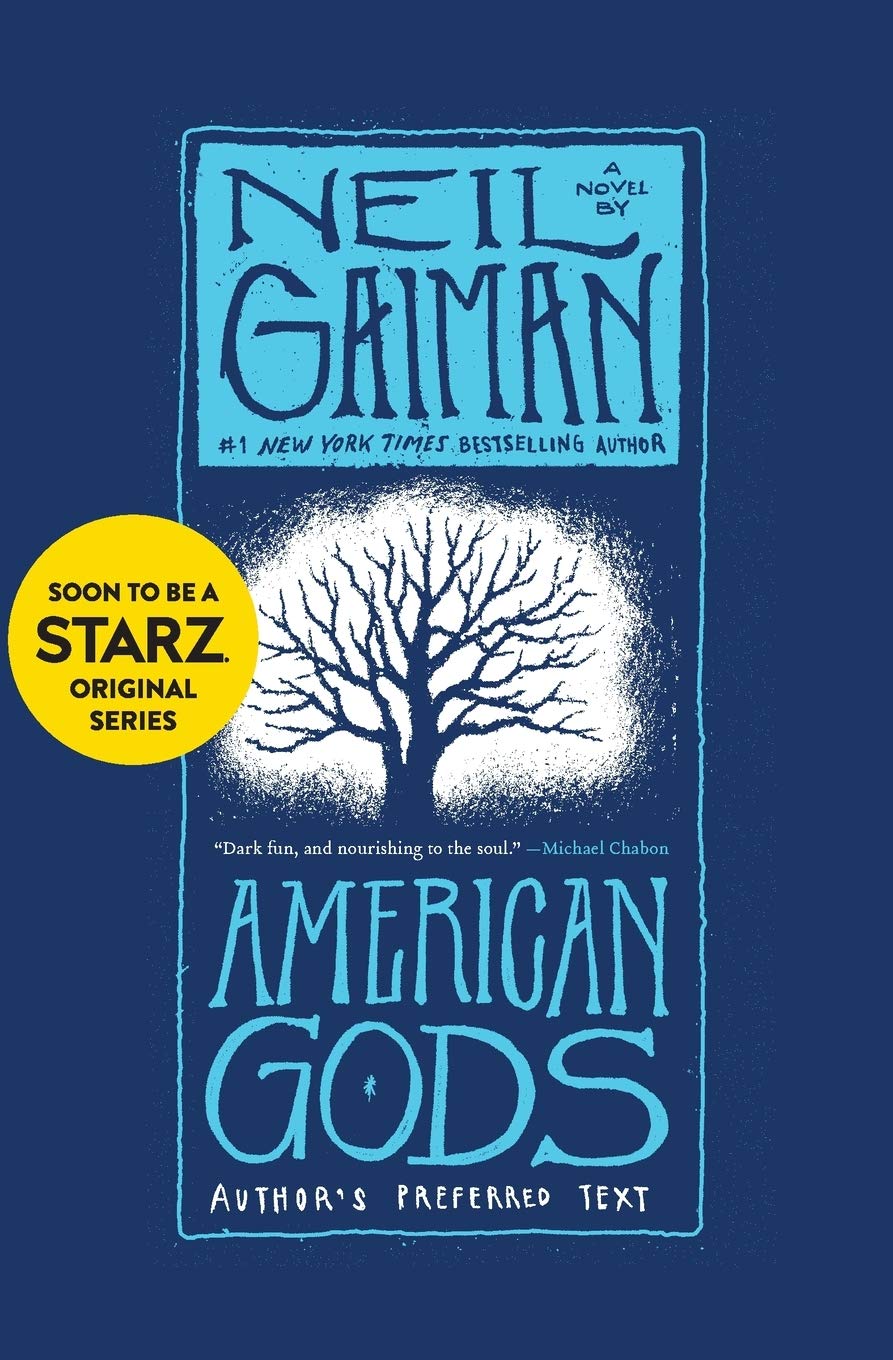 A
NOVEL
BY
NEIL
GAIMAN
#1 NEW YORK TIMES BESTSELLING AUTHOR
SOON TO BE A
STARZ
ORIGINAL
SERIES
“Dark fun, and nourishing to the soul.” —Michael Chabon
AMERICAN
GODS
AUTHOR'S PREFERRED TEXT